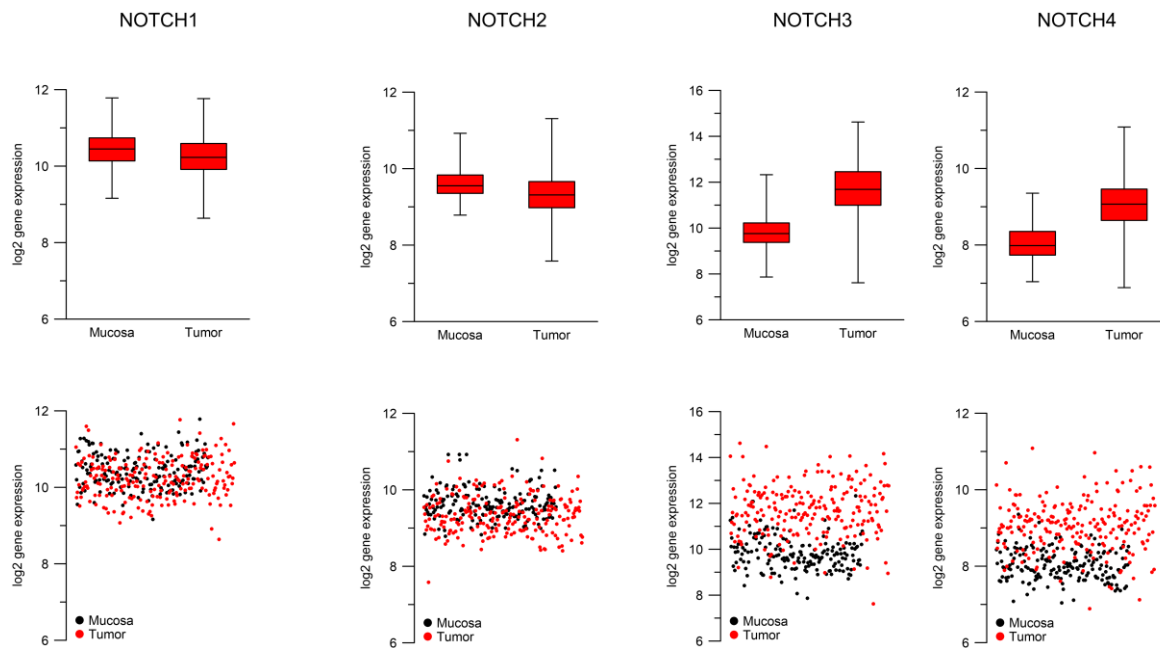 NOTCH1 NOTCH2 NOTCH3 NOTCH4
log2 gene expression
12
10
8
6
Mucosa Tumor
log2 gene expression
12
10
8
6
Mucosa Tumor
log2 gene expression
16
14
12
10
8
6
Mucosa Tumor
log2 gene expression
12
10
8
6
Mucosa Tumor
log2 gene expression
12
10
8
6
Mucosa
Tumor
log2 gene expression
12
10
8
6
Mucosa
Tumor
log2 gene expression
16
14
12
10
8
6
Mucosa
Tumor
log2 gene expression
12
10
8
6
Mucosa
Tumor